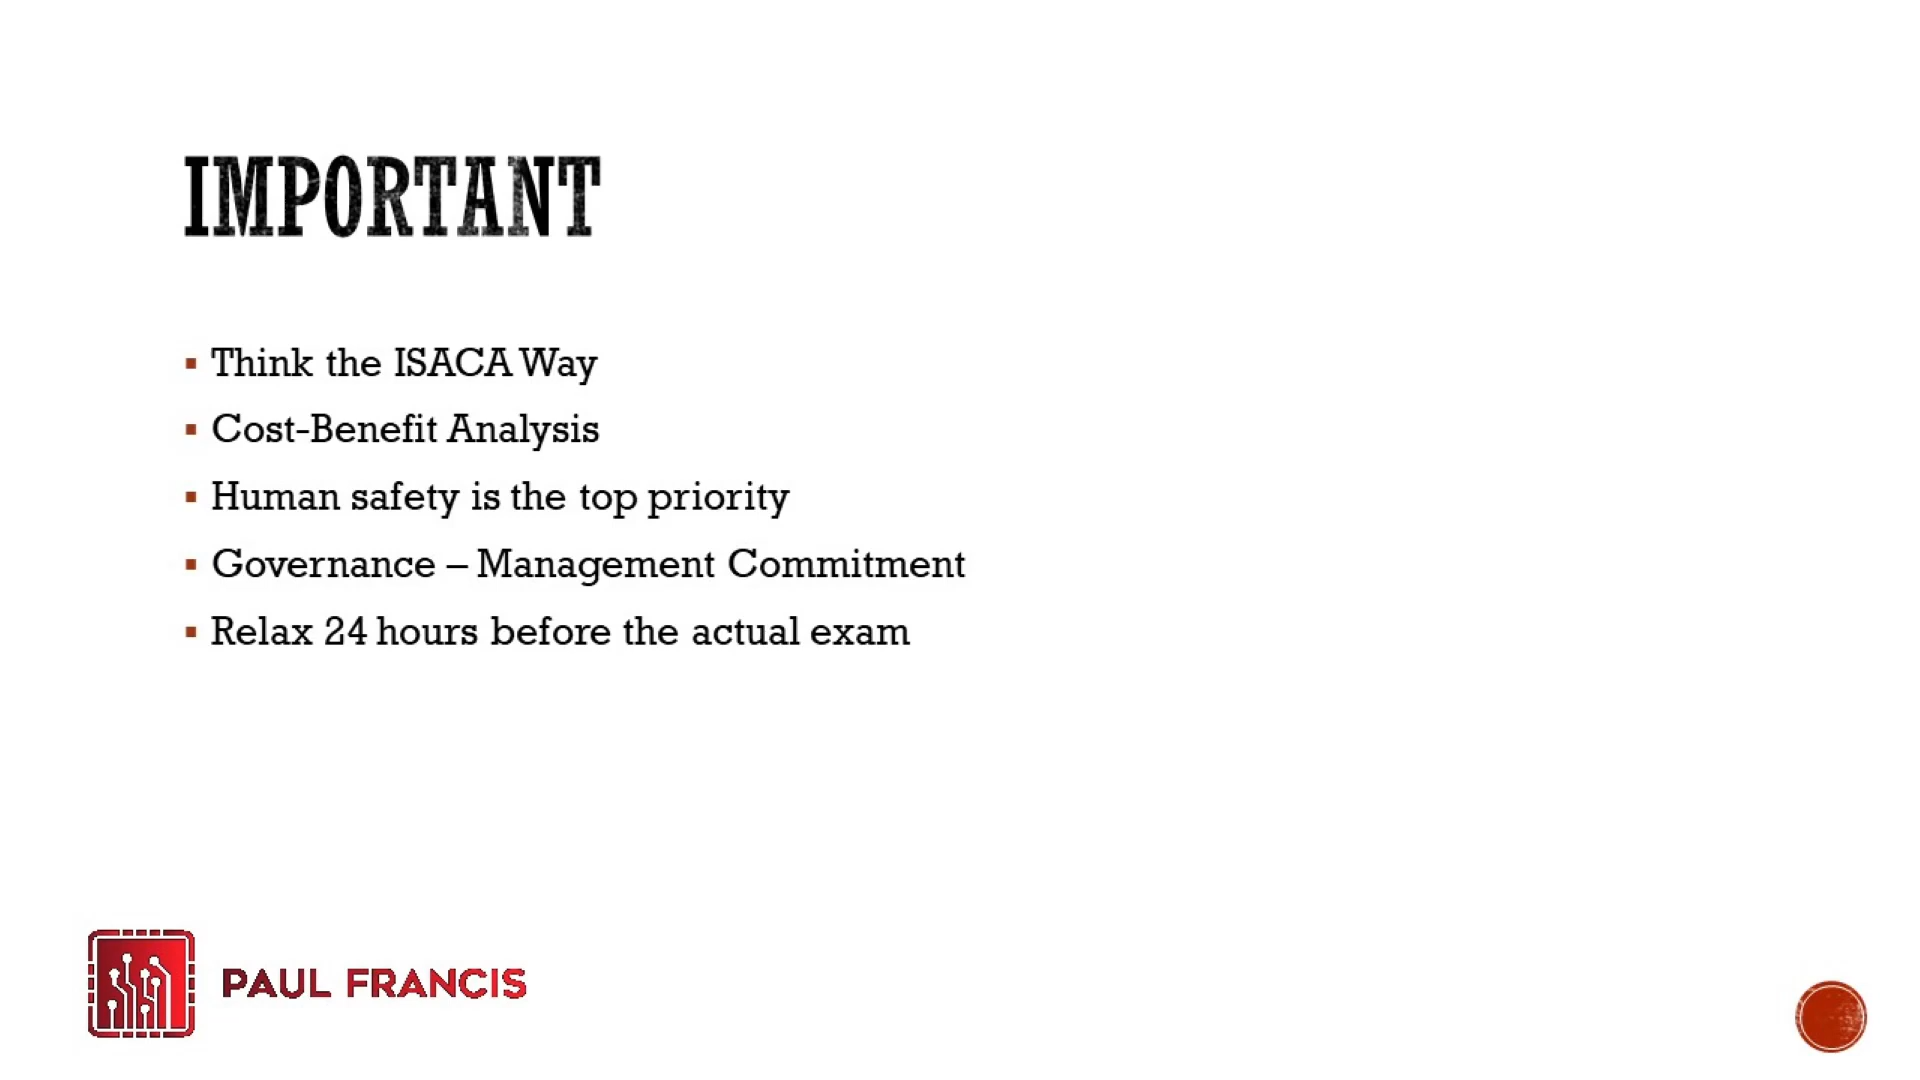 IMPORTANT
Think the ISACA Way
Cost-Benefit Analysis
Human safety is the top priority
Governance – Management Commitment
Relax 24 hours before the actual exam
PAUL FRANCIS